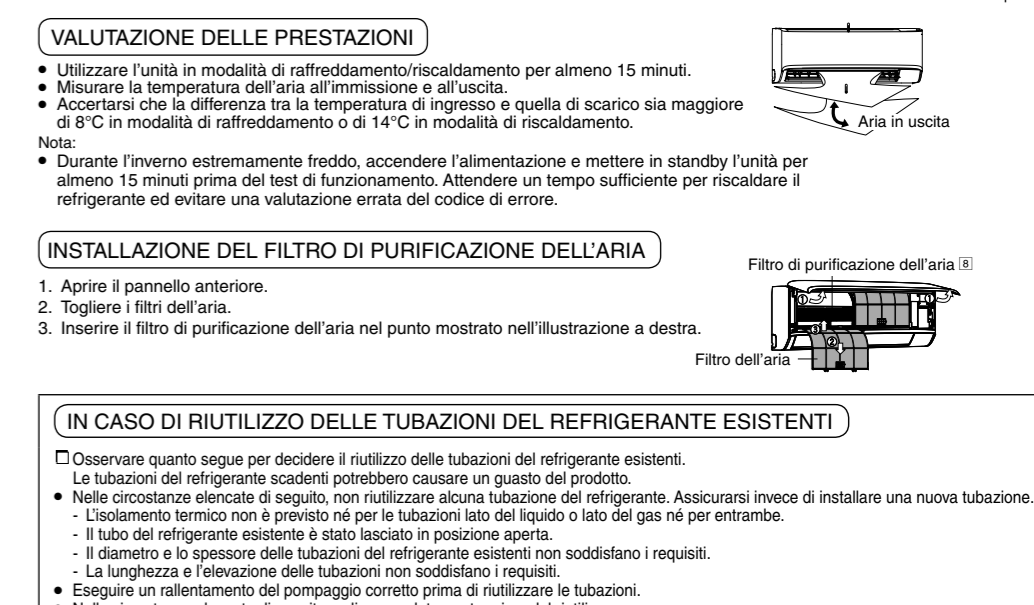 VALUTAZIONE DELLE PRESTAZIONI
● Utilizzare l'unità in modalità di raffreddamento/riscaldamento per almeno 15 minuti.
● Misurare la temperatura dell'aria all'immissione e all'uscita.
● Accertarsi che la differenza tra la temperatura di ingresso e quella di scarico sia maggiore
di 8°C in modalità di raffreddamento o di 14°C in modalità di riscaldamento.
Aria in uscita
Nota:
● Durante l'inverno estremamente freddo, accendere l'alimentazione e mettere in standby l'unità per
almeno 15 minuti prima del test di funzionamento. Attendere un tempo sufficiente per riscaldare il
refrigerante ed evitare una valutazione errata del codice di errore.
INSTALLAZIONE DEL FILTRO DI PURIFICAZIONE DELL'ARIA
1. Aprire il pannello anteriore.
2. Togliere i filtri dell'aria.
3. Inserire il filtro di purificazione dell'aria nel punto mostrato nell'illustrazione a destra.
Filtro di purificazione dell'aria 8
① ①
③ ②
Filtro dell'aria
IN CASO DI RIUTILIZZO DELLE TUBAZIONI DEL REFRIGERANTE ESISTENTI
□ Osservare quanto segue per decidere il riutilizzo delle tubazioni del refrigerante esistenti.
Le tubazioni del refrigerante scadenti potrebbero causare un guasto del prodotto.
● Nelle circostanze elencate di seguito, non riutilizzare alcuna tubazione del refrigerante. Assicurarsi invece di installare una nuova tubazione.
- L'isolamento termico non è previsto né per le tubazioni lato del liquido o lato del gas né per entrambe.
- Il tubo del refrigerante esistente è stato lasciato in posizione aperta.
- Il diametro e lo spessore delle tubazioni del refrigerante esistenti non soddisfano i requisiti.
- La lunghezza e l'elevazione delle tubazioni non soddisfano i requisiti.
● Eseguire un rallentamento del pompaggio corretto prima di riutilizzare le tubazioni.